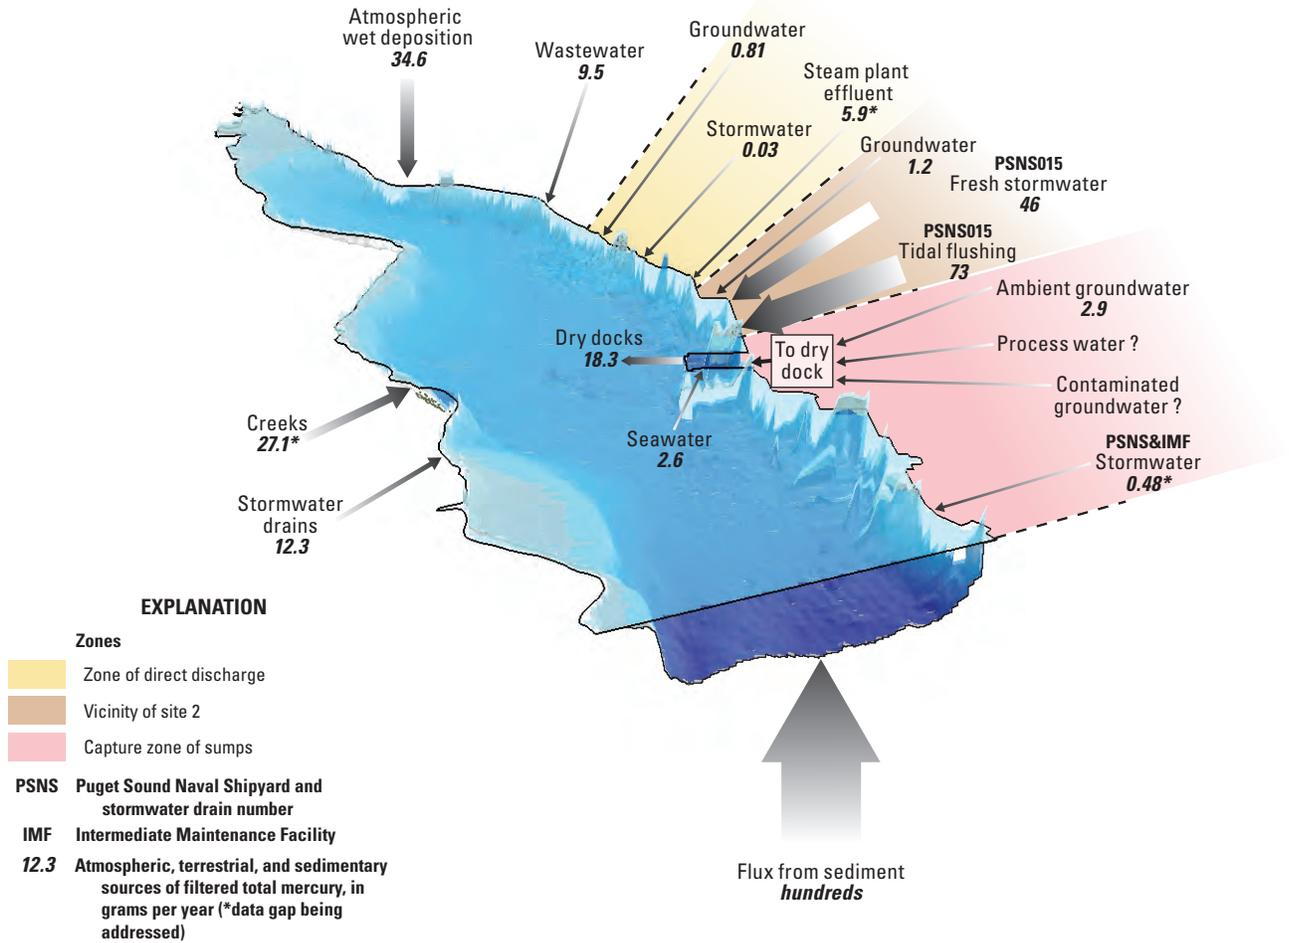 Atmospheric
wet deposition
34.6
Wastewater
9.5
Groundwater
0.81
Steam plant
effluent
5.9*
Stormwater
0.03
Groundwater
1.2
PSNS015
Fresh stormwater
46
PSNS015
Tidal flushing
73
Ambient groundwater
2.9
Process water ?
Contaminated
groundwater ?
To dry
dock
Dry docks
18.3
Seawater
2.6
PSNS&IMF
Stormwater
0.48*
Creeks
27.1*
Stormwater
drains
12.3
Flux from sediment
hundreds
EXPLANATION
Zones
Zone of direct discharge
Vicinity of site 2
Capture zone of sumps
PSNS Puget Sound Naval Shipyard and
stormwater drain number
IMF Intermediate Maintenance Facility
12.3 Atmospheric, terrestrial, and sedimentary
sources of filtered total mercury, in
grams per year (*data gap being
addressed)